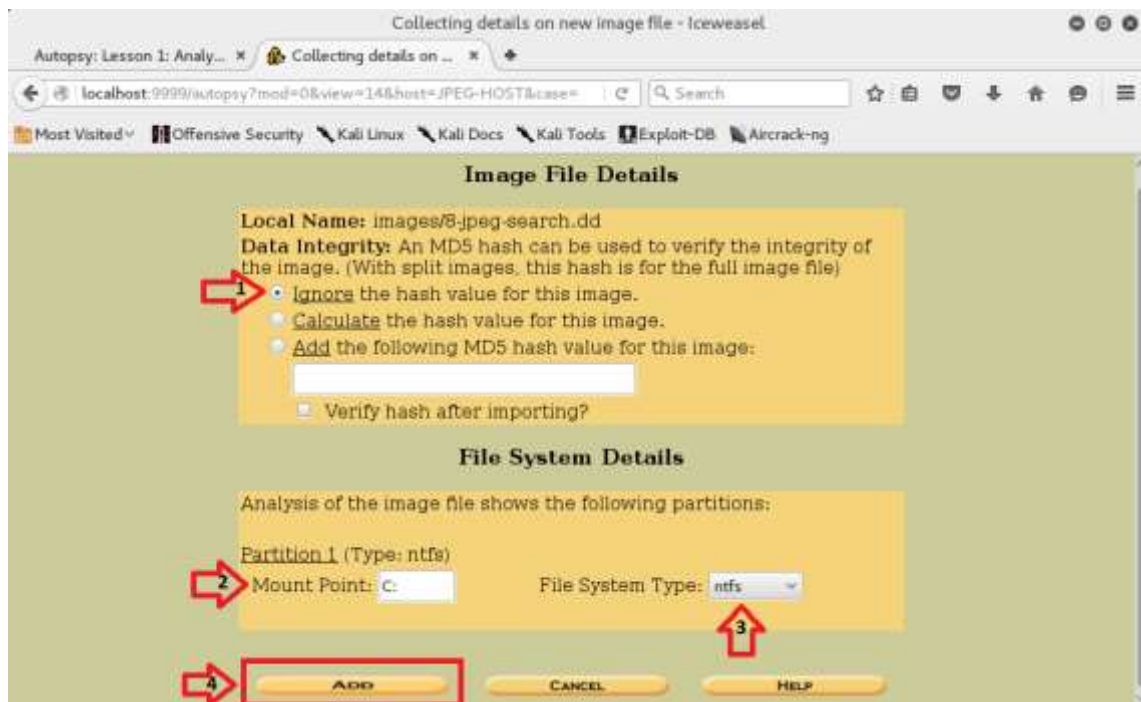 Collecting details on new image file - Iceweasel
Autopsy: Lesson 1: Analy... × Collecting details on ... ×
localhost:9999/autopsy?mod=0&view=14&host=JPEG-HOST&case= Search
Most Visited Offensive Security Kali Linux Kali Docs Kali Tools Exploit-DB Aircrack-ng
Image File Details
Local Name: images/8-jpeg-search.dd
Data Integrity: An MD5 hash can be used to verify the integrity of
the image. (With split images, this hash is for the full image file)
1 Ignore the hash value for this image.
Calculate the hash value for this image.
Add the following MD5 hash value for this image:
Verify hash after importing?
File System Details
Analysis of the image file shows the following partitions:
Partition 1 (Type: ntfs)
2 Mount Point: C: File System Type: ntfs
3
4 ADD CANCEL HELP